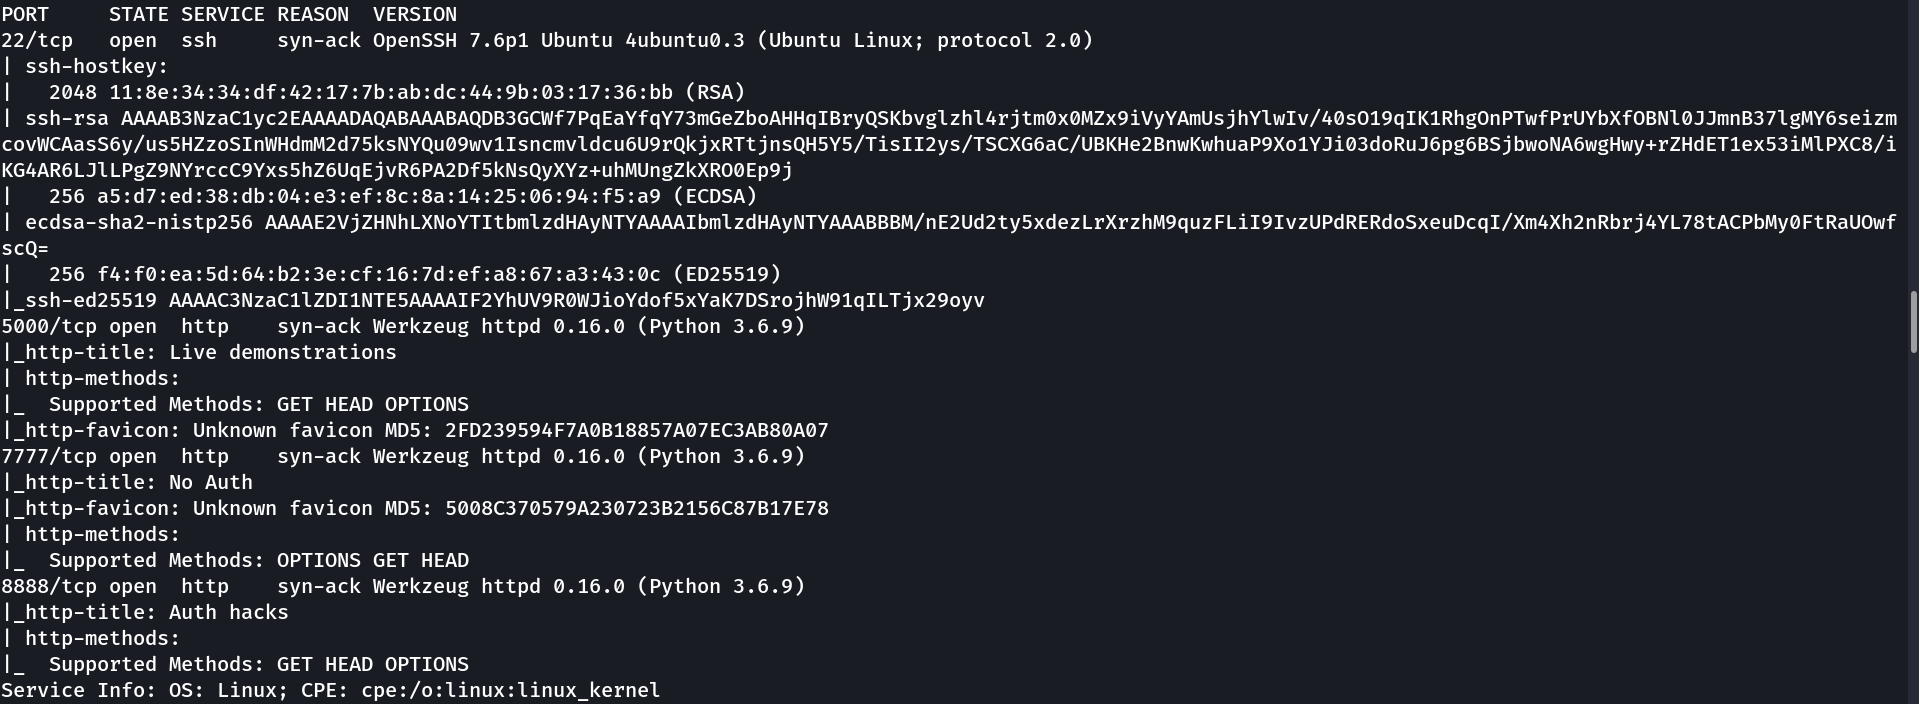 PORT     STATE SERVICE REASON  VERSION
22/tcp   open  ssh     syn-ack OpenSSH 7.6p1 Ubuntu 4ubuntu0.3 (Ubuntu Linux; protocol 2.0)
| ssh-hostkey:
|   2048 11:8e:34:34:df:42:17:7b:ab:dc:44:9b:03:17:36:bb (RSA)
| ssh-rsa AAAAB3NzaC1yc2EAAAADAQABAAABAQDB3GCWf7PqEaYfqY73mGeZboAHHqIBryQSKbvglzhl4rjtm0x0MZx9iVyYAmUsjhYlwIv/40sO19qIK1RhgOnPTwfPrUYbXfOBNl0JJmnB37lgMY6seizm
covWCAasS6y/us5HZzoSInWHdmM2d75ksNYQu09wv1Isncmvldcu6U9rQkjxRTtjnsQH5Y5/TisII2ys/TSCXG6aC/UBKHe2BnwKwhuaP9Xo1YJi03doRuJ6pg6BSjbwoNA6wgHwy+rZHdET1ex53iMlPXC8/i
KG4AR6LJlLPgZ9NYrccC9Yxs5hZ6UqEjvR6PA2Df5kNsQyXYz+uhMUngZkXRO0Ep9j
|   256 a5:d7:ed:38:db:04:e3:ef:8c:8a:14:25:06:94:f5:a9 (ECDSA)
| ecdsa-sha2-nistp256 AAAAE2VjZHNhLXNoYTItbmlzdHAyNTYAAAAIbmlzdHAyNTYAAABBBM/nE2Ud2ty5xdezLrXrzhM9quzFLiI9IvzUPdRERdoSxeuDcqI/Xm4Xh2nRbrj4YL78tACPbMy0FtRaUOwf
scQ=
|   256 f4:f0:ea:5d:64:b2:3e:cf:16:7d:ef:a8:67:a3:43:0c (ED25519)
|_ssh-ed25519 AAAAC3NzaC1lZDI1NTE5AAAAIF2YhUV9R0WJioYdof5xYaK7DSrojhW91qILTjx29oyv
5000/tcp open  http    syn-ack Werkzeug httpd 0.16.0 (Python 3.6.9)
|_http-title: Live demonstrations
| http-methods:
|_  Supported Methods: GET HEAD OPTIONS
|_http-favicon: Unknown favicon MD5: 2FD239594F7A0B18857A07EC3AB80A07
7777/tcp open  http    syn-ack Werkzeug httpd 0.16.0 (Python 3.6.9)
|_http-title: No Auth
|_http-favicon: Unknown favicon MD5: 5008C370579A230723B2156C87B17E78
| http-methods:
|_  Supported Methods: OPTIONS GET HEAD
8888/tcp open  http    syn-ack Werkzeug httpd 0.16.0 (Python 3.6.9)
|_http-title: Auth hacks
| http-methods:
|_  Supported Methods: GET HEAD OPTIONS
Service Info: OS: Linux; CPE: cpe:/o:linux:linux_kernel